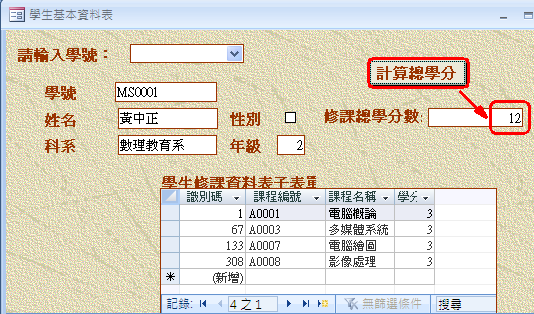 學生基本資料表
請輸入學號：
計算總學分
學號 MS0001
姓名 黃中正 性別 修課總學分數: 12
科系 數理教育系 年級 2
學生修課資料表子表單
識別碼 課程編號 課程名稱 學分
1 A0001 電腦概論 3
67 A0003 多媒體系統 3
133 A0007 電腦繪圖 3
308 A0008 影像處理 3
(新增)
記錄: 4 之 1 無篩選條件 搜尋